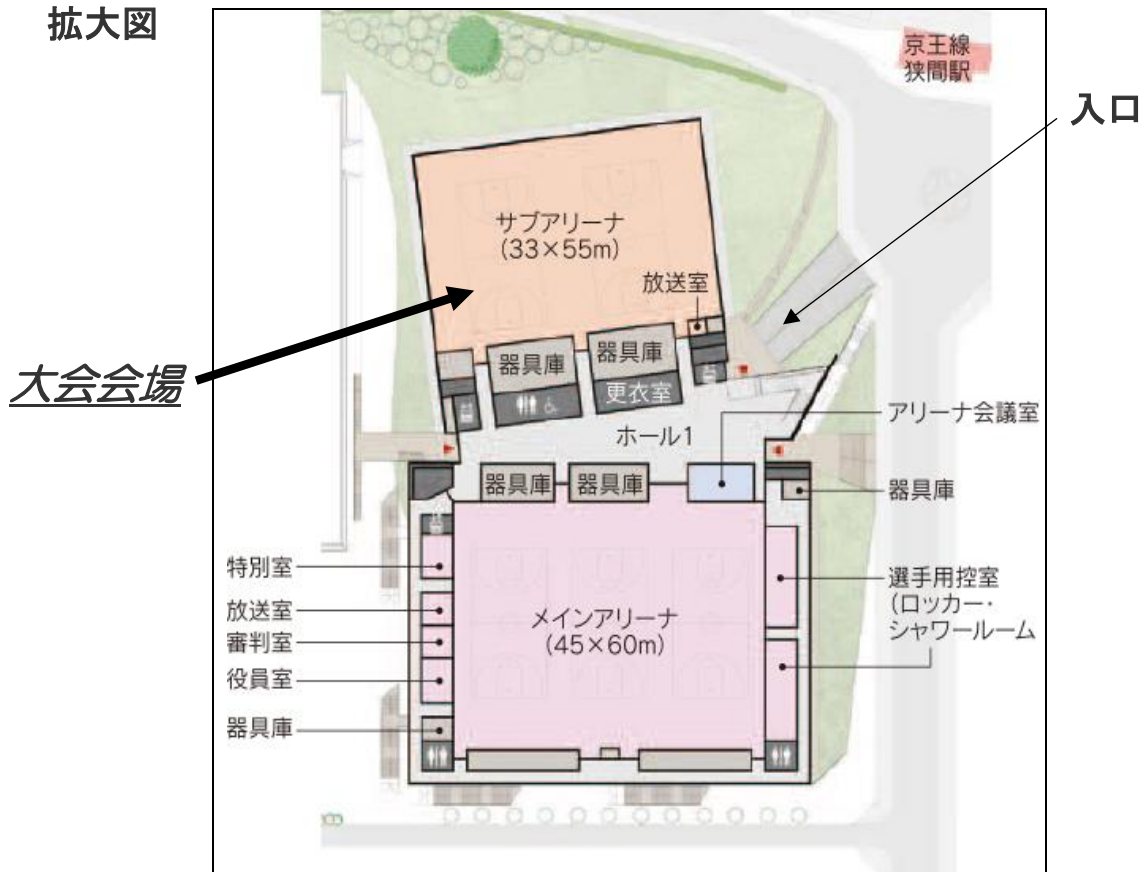 拡大図
京王線
狭間駅
入口
サブアリーナ
(33×55m)
放送室
大会会場
器具庫
器具庫
更衣室
ホール1
アリーナ会議室
器具庫
器具庫
器具庫
特別室
放送室
審判室
役員室
器具庫
メインアリーナ
(45×60m)
選手用控室
(ロッカー・
シャワールーム